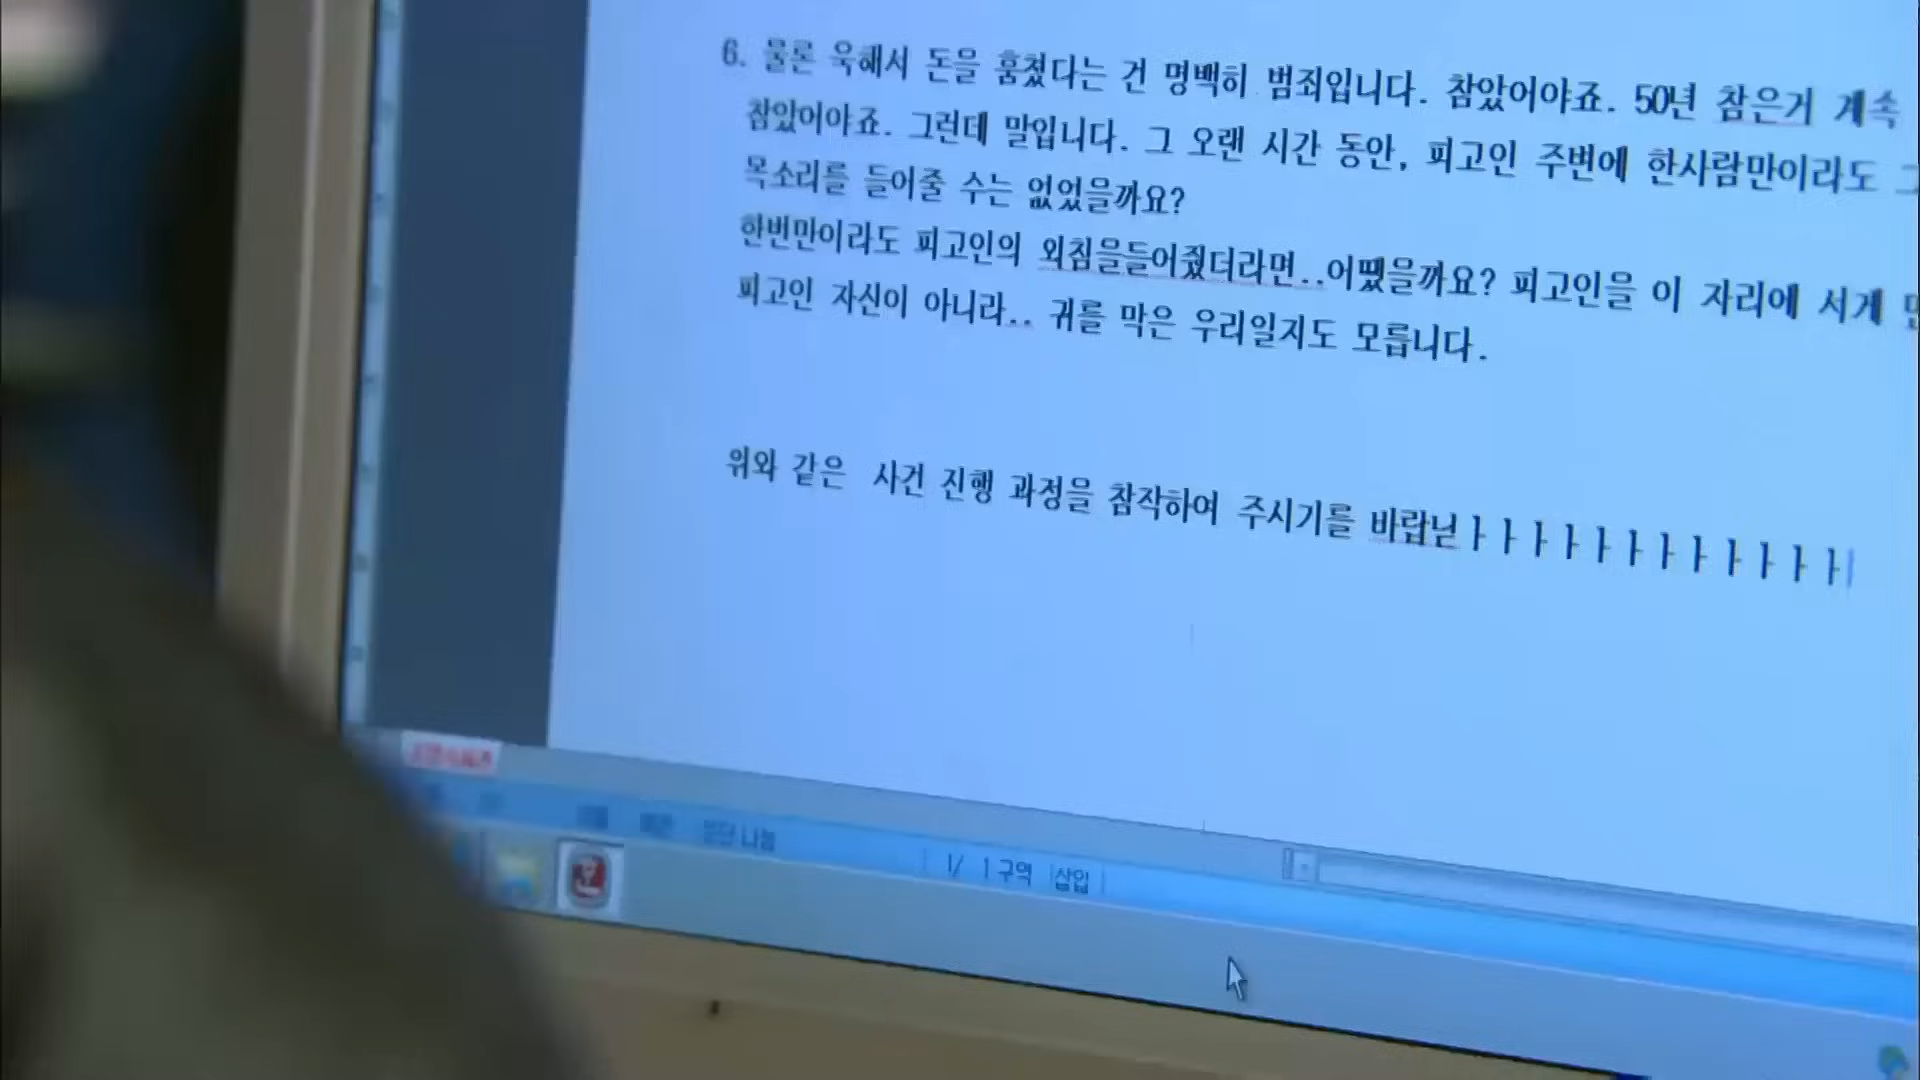 6. 물론 욱해서 돈을 훔쳤다는 건 명백히 범죄입니다. 참았어야죠. 50년 참은거 계속
참았어야죠. 그런데 말입니다. 그 오랜 시간 동안, 피고인 주변에 한사람만이라도
목소리를 들어줄 수는 없었을까요?
한번만이라도 피고인의 외침을들어줬더라면..어땠을까요? 피고인을 이 자리에 서게
피고인 자신이 아니라.. 귀를 막은 우리일지도 모릅니다.
위와 같은 사건 진행 과정을 참작하여 주시기를 바랍닏ㅏㅏㅏㅏㅏㅏㅏㅏㅏㅏㅏㅏ
1/ 1 구역 삽입